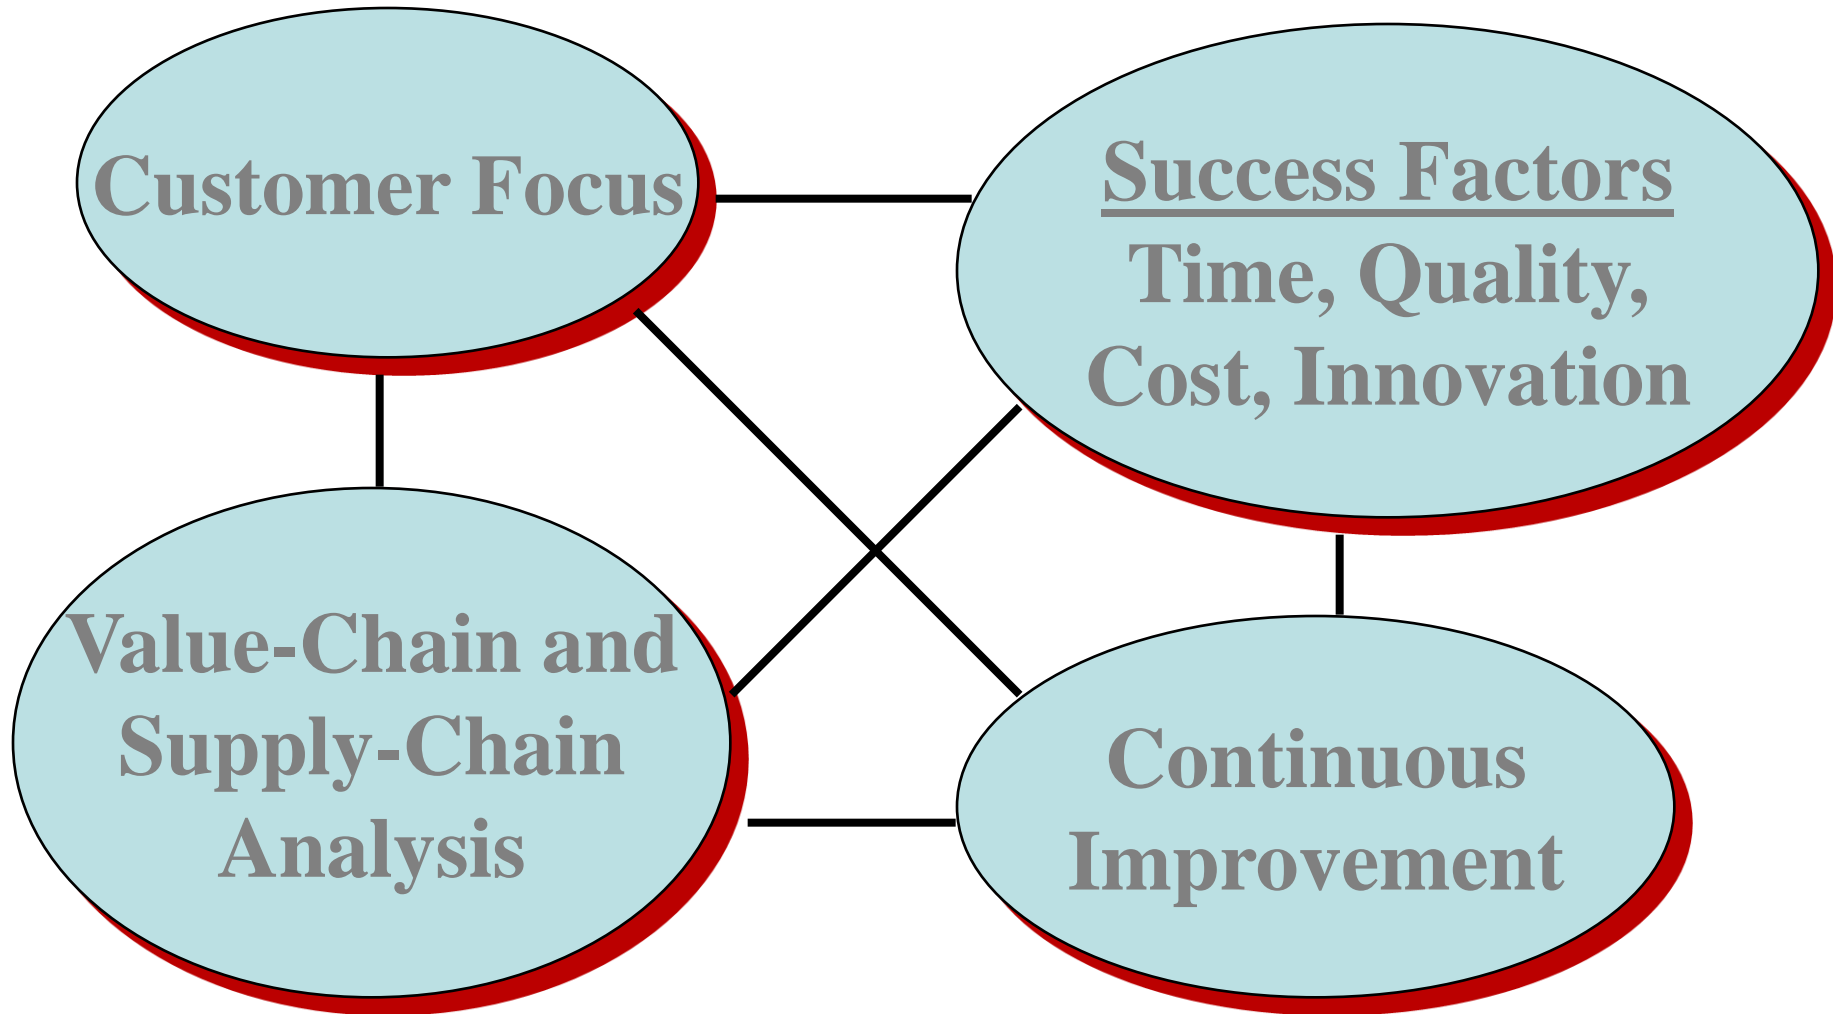 Customer Focus
Success Factors
Time, Quality,
Cost, Innovation
Value-Chain and
Supply-Chain
Analysis
Continuous
Improvement